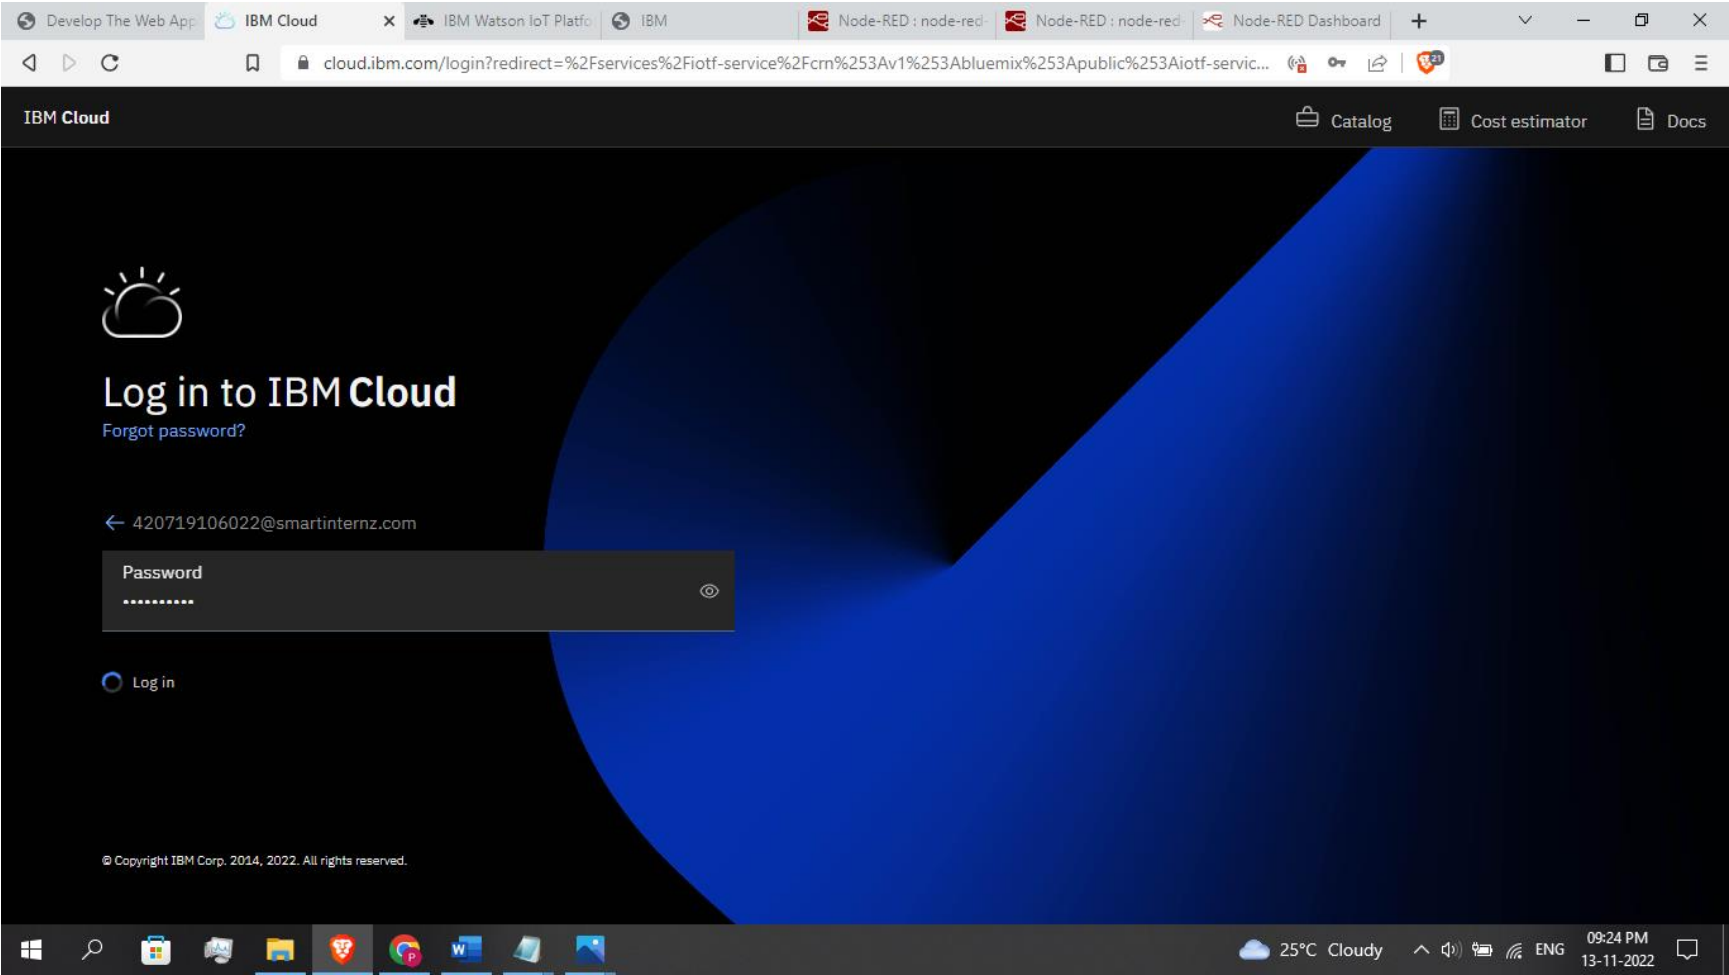 Develop The Web App
IBM Cloud
IBM Watson IoT Platfo
IBM
Node-RED : node-red-
Node-RED : node-red-
Node-RED Dashboard
cloud.ibm.com/login?redirect=%2Fservices%2Fiotf-service%2Fcrn%253Av1%253Abluemix%253Apublic%253Aiotf-servic...
21
IBM Cloud
Catalog
Cost estimator
Docs
Log in to IBM Cloud
Forgot password?
420719106022@smartinternz.com
Password
••••••••••
Log in
© Copyright IBM Corp. 2014, 2022. All rights reserved.
P
W
25°C Cloudy
ENG
09:24 PM
13-11-2022